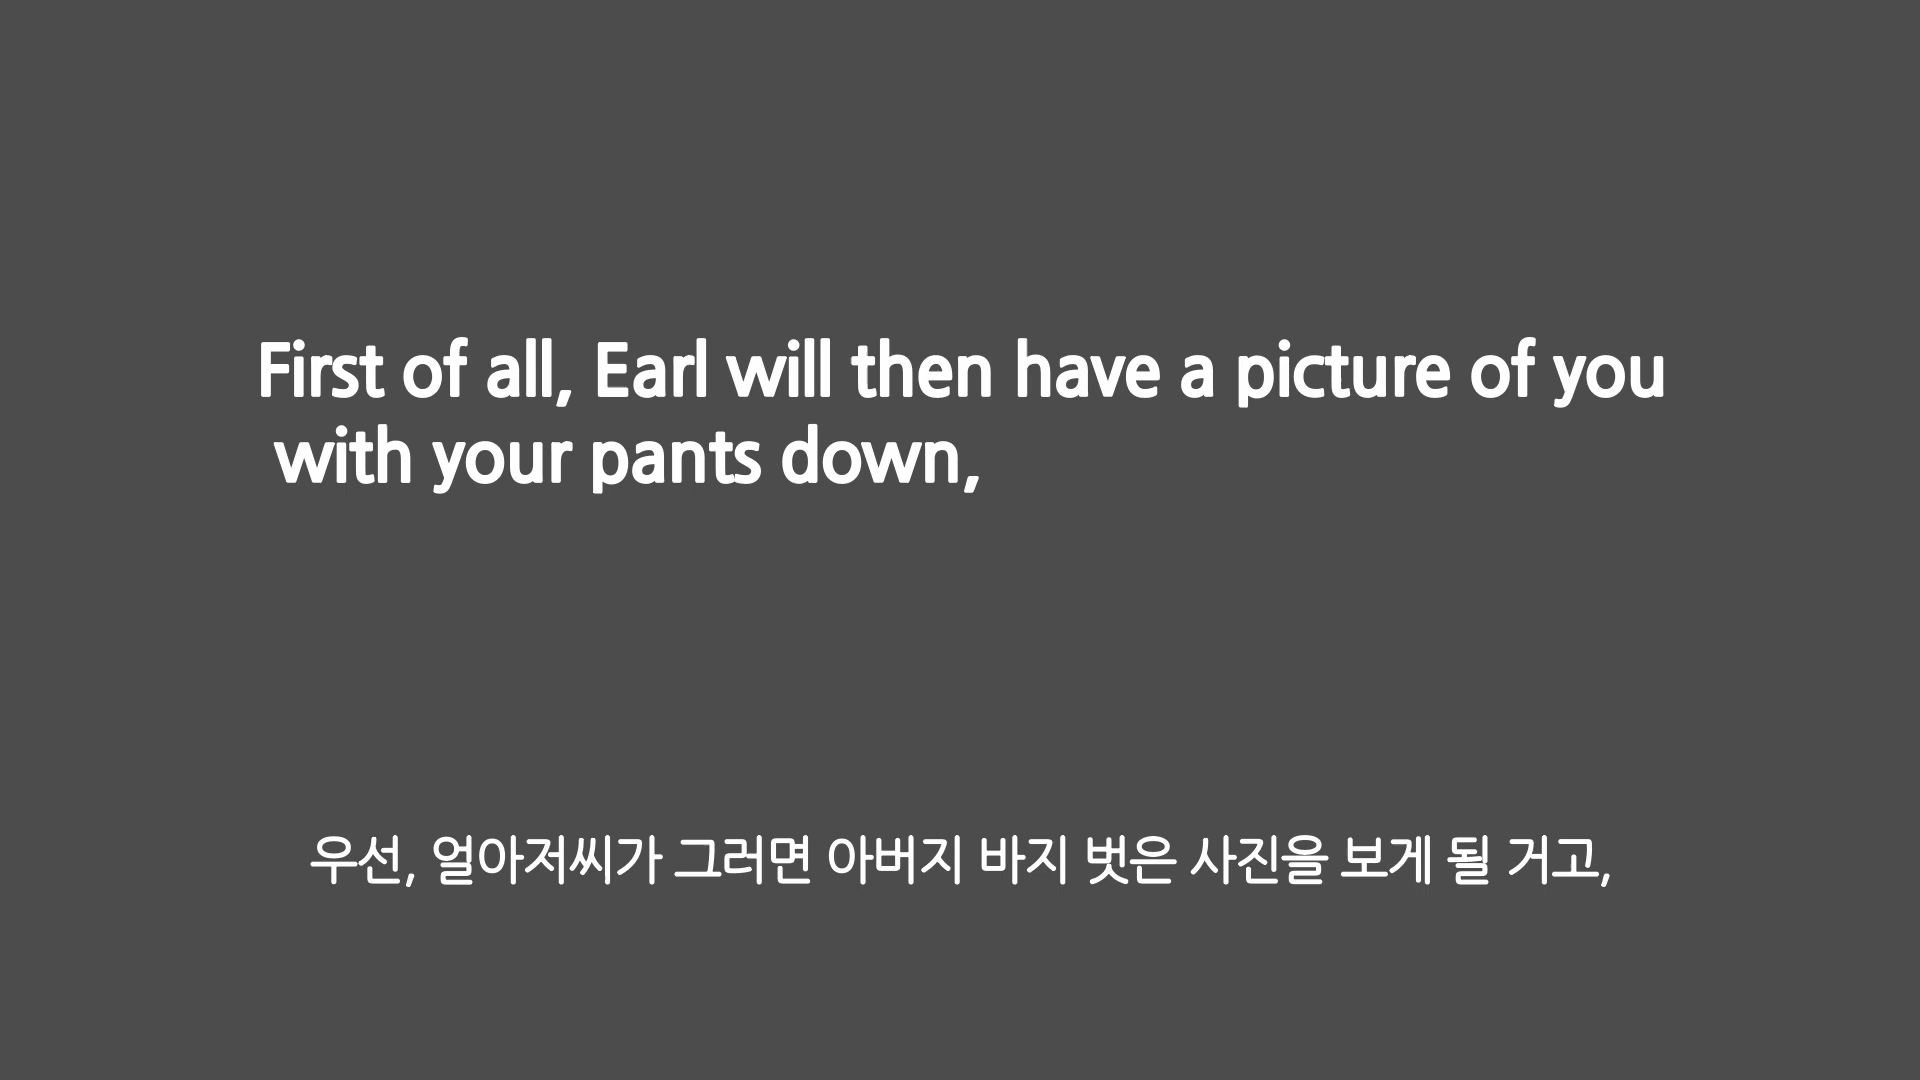 First of all, Earl will then have a picture of you
with your pants down,
우선, 얼아저씨가 그러면 아버지 바지 벗은 사진을 보게 될 거고,